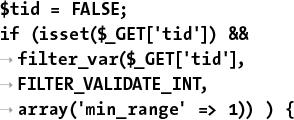 $tid = FALSE;
if (isset($_GET['tid']) &&
→ filter_var($_GET['tid'],
→ FILTER_VALIDATE_INT,
→ array('min_range' => 1)) ) {